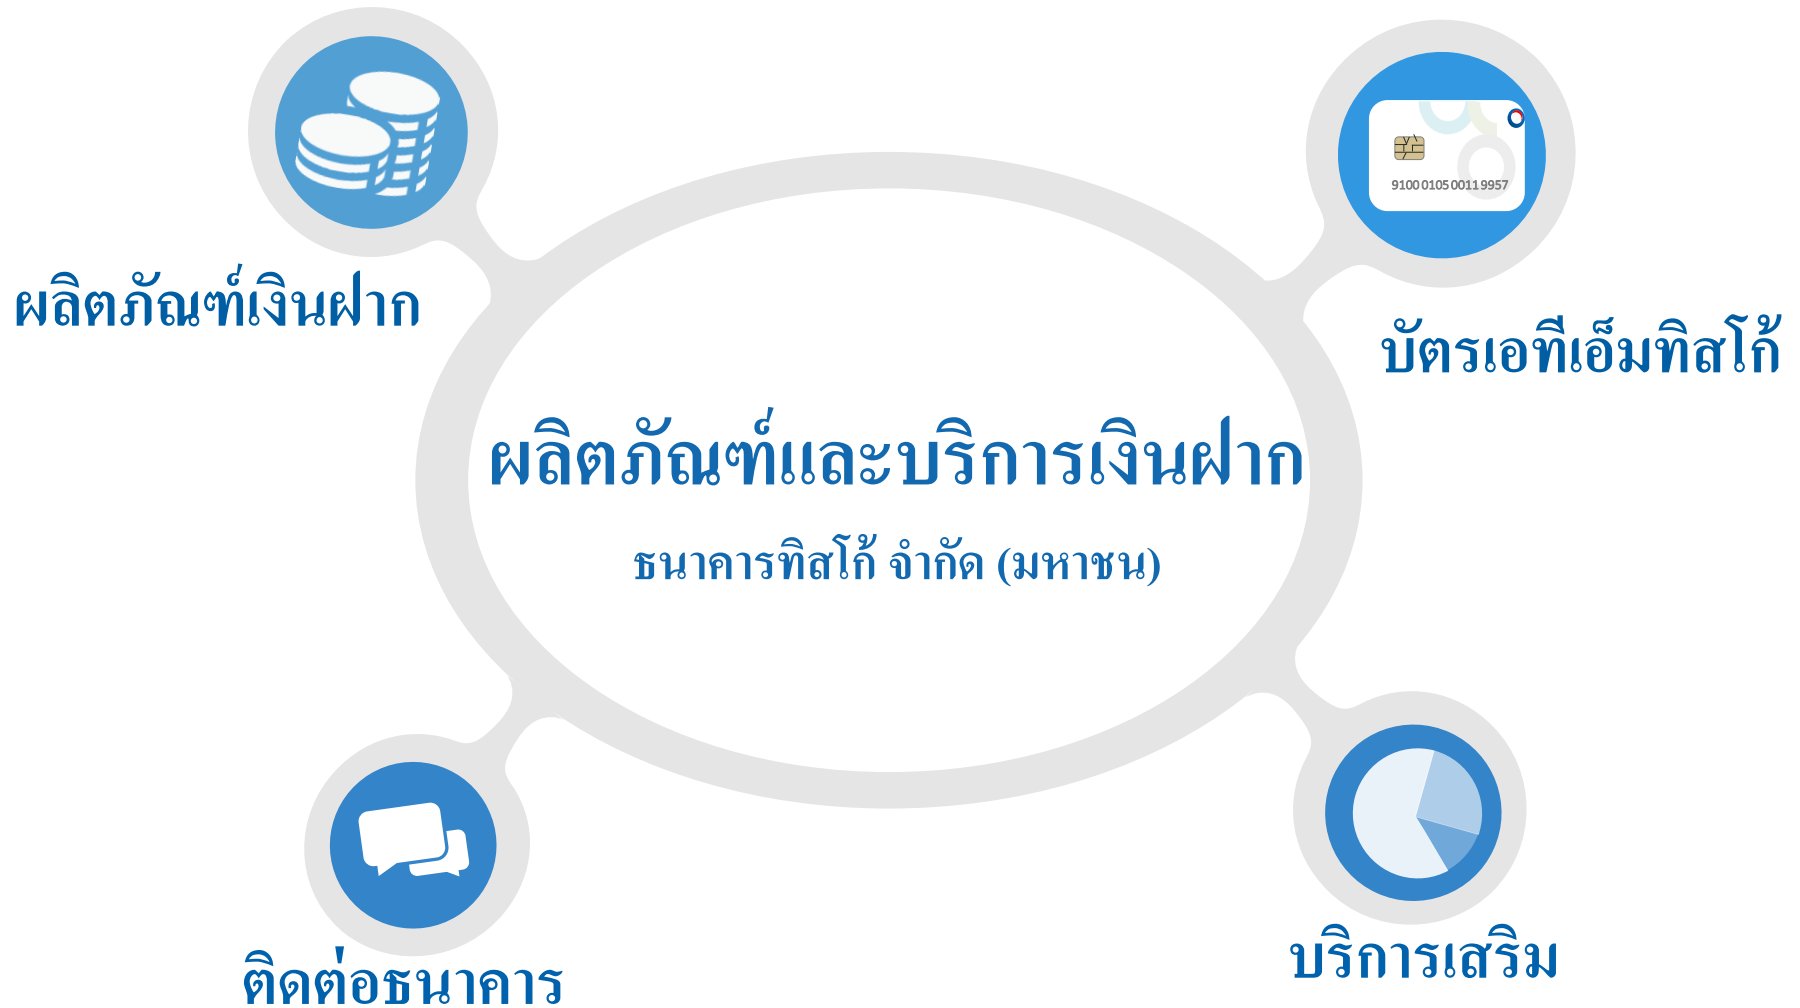 9100 0105 0011 9957
ผลิตภัณฑ์เงินฝาก
บัตรเอทีเอ็มทิสโก้
ผลิตภัณฑ์และบริการเงินฝาก
ธนาคารทิสโก้ จำกัด (มหาชน)
บริการเสริม
ติดต่อธนาคาร